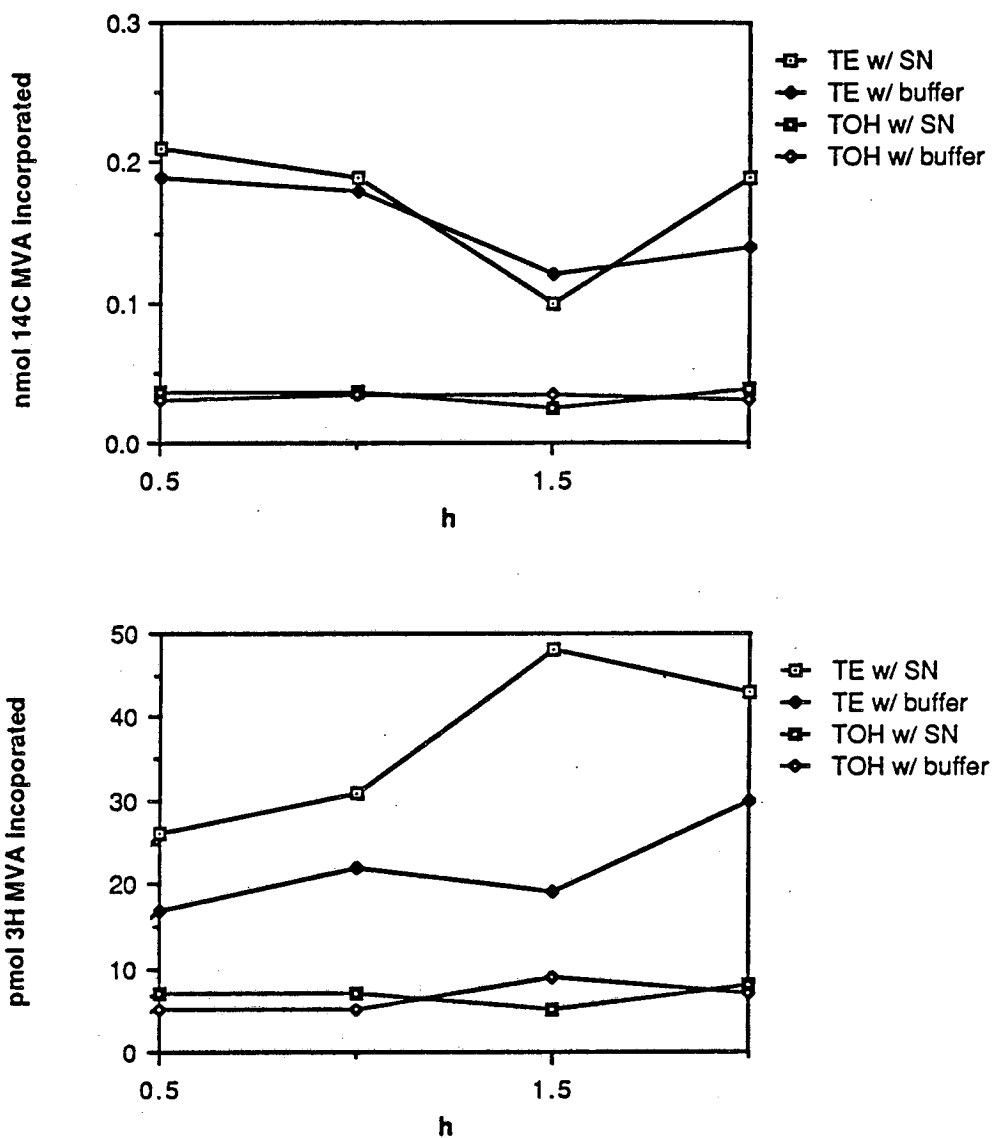 0.3
0.2
0.1
0.0
nmol 14C MVA incorporated
0.5
1.5
h
TE w/ SN
TE w/ buffer
TOH w/ SN
TOH w/ buffer
50
40
30
20
10
0
pmol 3H MVA incoporated
0.5
1.5
h
TE w/ SN
TE w/ buffer
TOH w/ SN
TOH w/ buffer